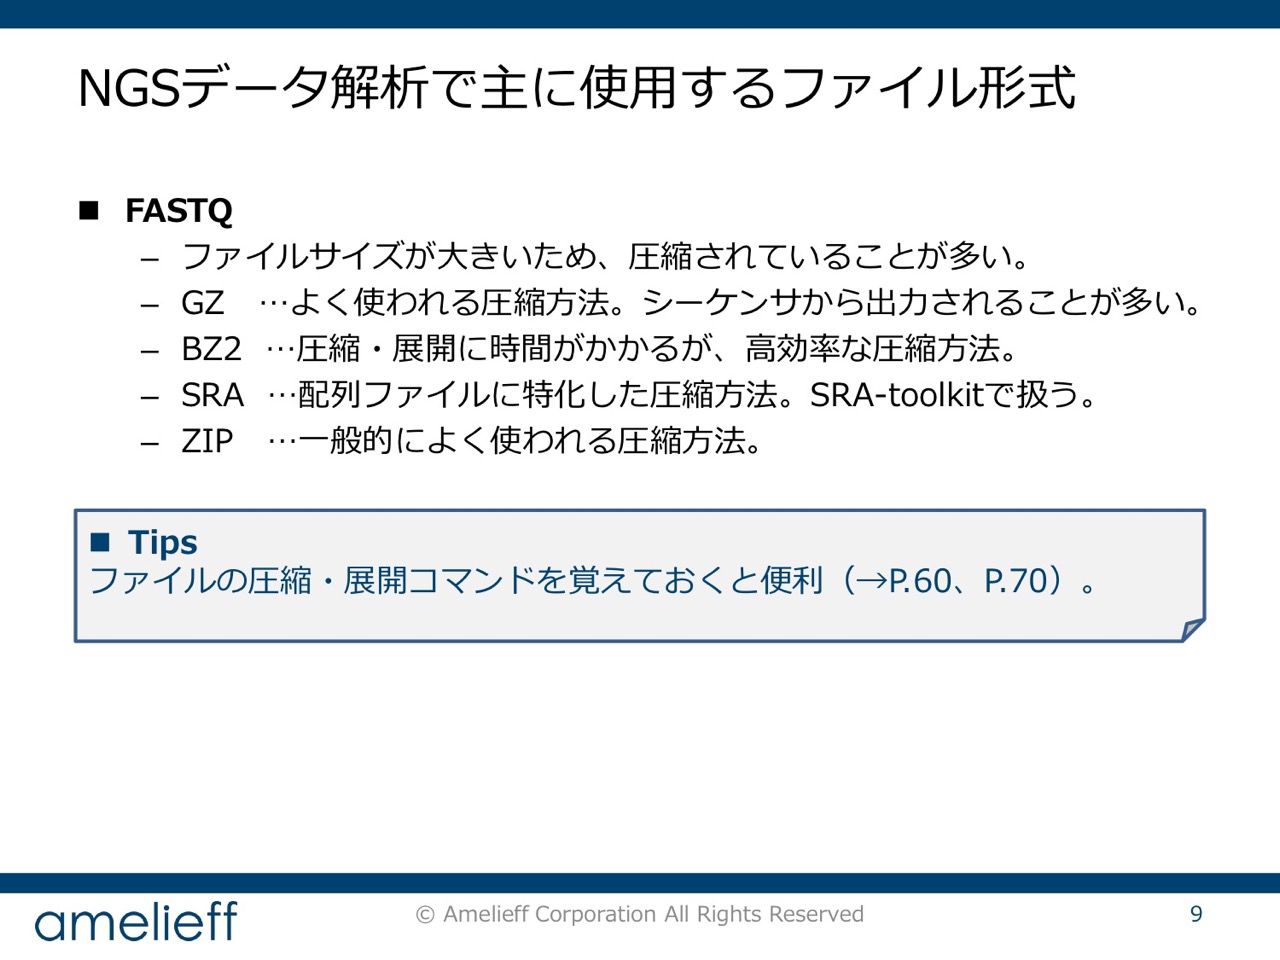 NGSデータ解析で主に使用するファイル形式
■ FASTQ
– ファイルサイズが大きいため、圧縮されていることが多い。
– GZ …よく使われる圧縮方法。シーケンサから出力されることが多い。
– BZ2 …圧縮・展開に時間がかかるが、高効率な圧縮方法。
– SRA …配列ファイルに特化した圧縮方法。SRA-toolkitで扱う。
– ZIP …一般的によく使われる圧縮方法。
■ Tips
ファイルの圧縮・展開コマンドを覚えておくと便利（→P.60、P.70）。
amelieff
© Amelieff Corporation All Rights Reserved
9